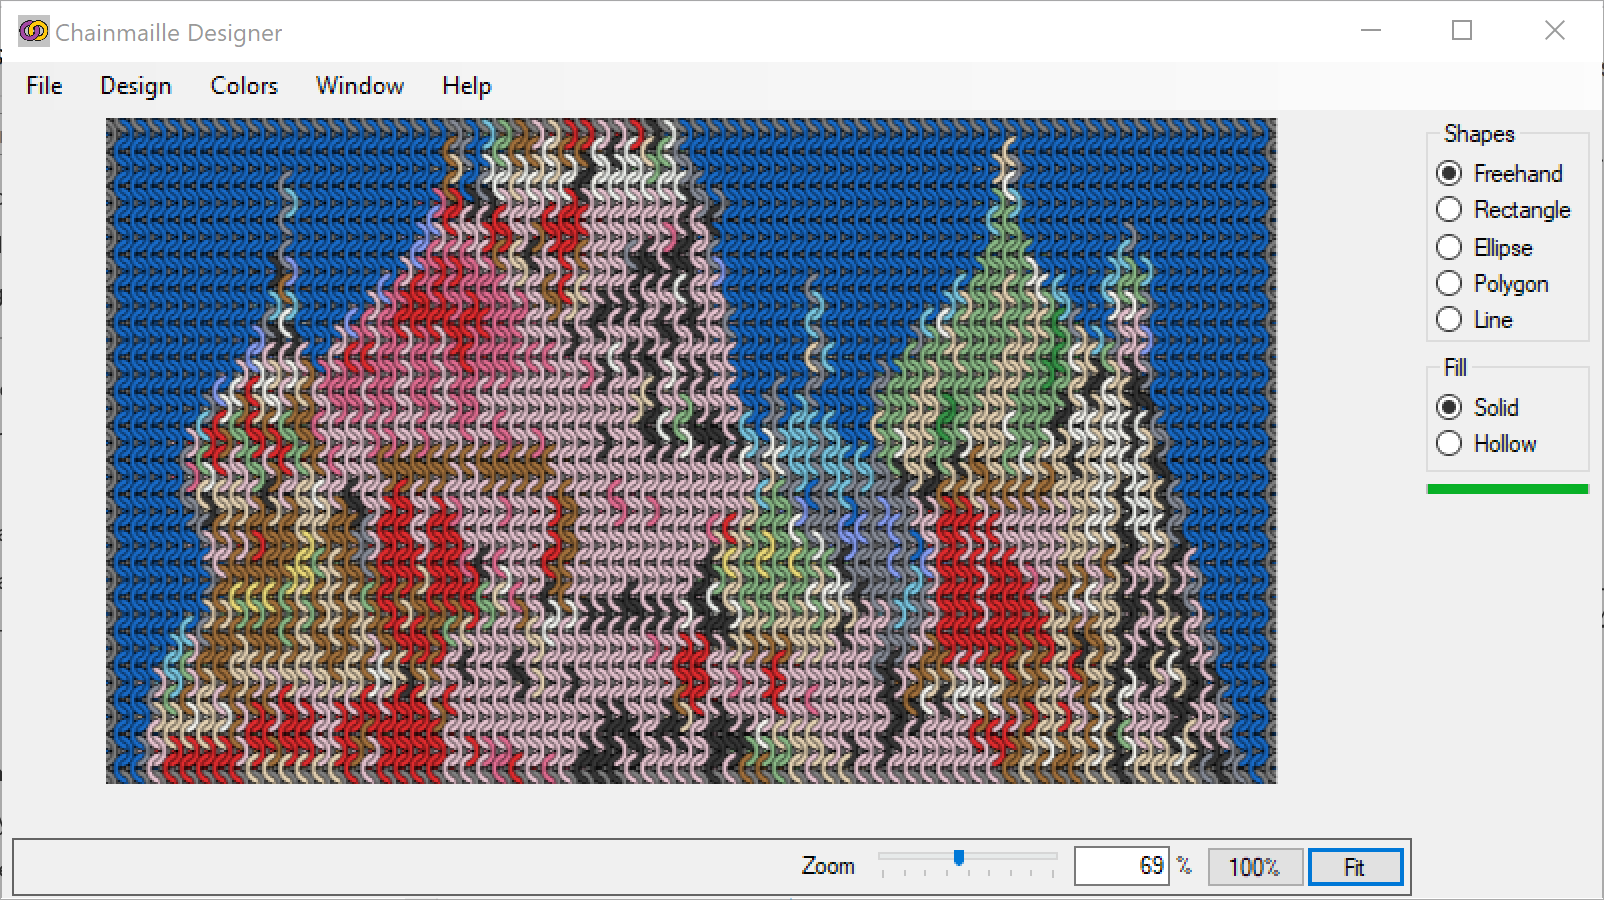 Chainmaille Designer
File Design Colors Window Help
Shapes
Freehand
Rectangle
Ellipse
Polygon
Line
Fill
Solid
Hollow
Zoom 69 % 100% Fit